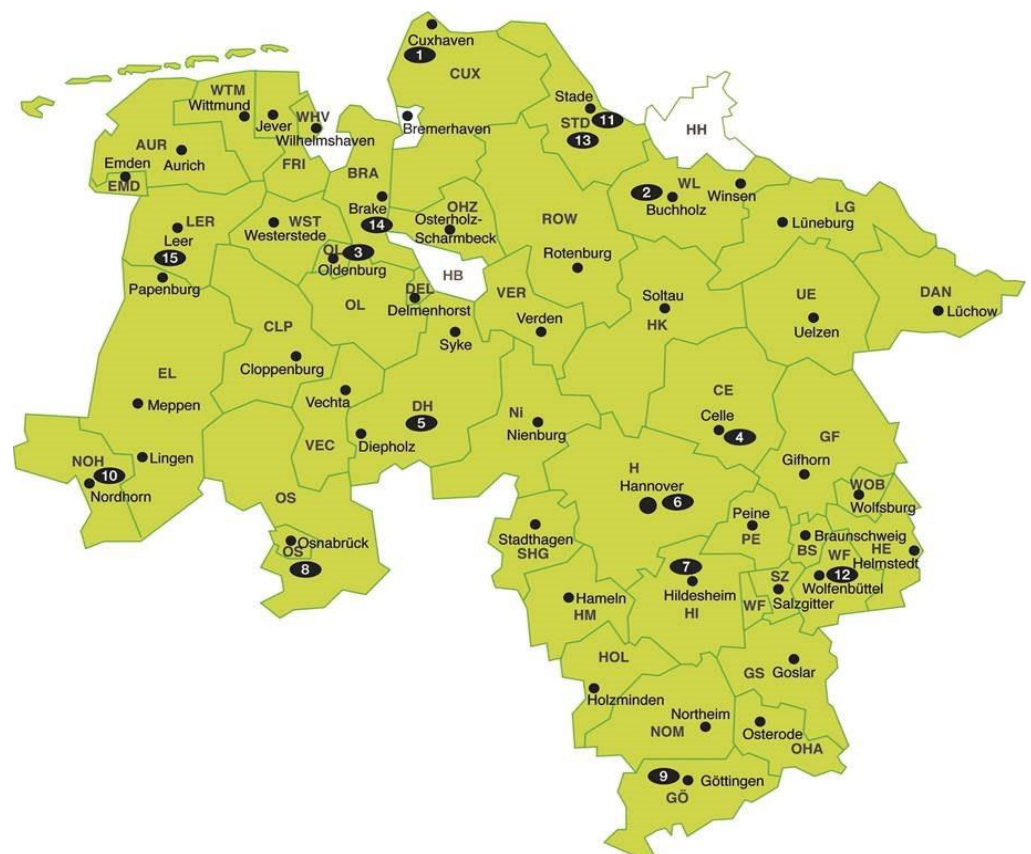 Cuxhaven
1
CUX
WTM
Wittmund
Jever
WHV
Wilhelmshaven
Bremerhaven
Stade
STD
11
13
HH
AUR
Aurich
Emden
EMD
FRI
BRA
Brake
14
OHZ
Osterholz-
Scharmbeck
ROW
Rotenburg
2
WL
Buchholz
Winsen
LG
Lüneburg
LER
Leer
15
Papenburg
WST
Westerstede
OL
3
Oldenburg
HB
DEL
Delmenhorst
OL
VER
Verden
Soltau
HK
UE
Uelzen
DAN
Lüchow
CLP
Cloppenburg
Syke
EL
Meppen
Vechta
VEC
DH
5
Diepholz
Ni
Nienburg
CE
Celle
4
GF
Gifhorn
NOH
10
Nordhorn
Lingen
OS
H
Hannover
6
WOB
Wolfsburg
Osnabrück
OS
8
Stadthagen
SHG
Peine
PE
Braunschweig
BS
WF
HE
Helmstedt
12
Wolfenbüttel
7
Hildesheim
HI
SZ
WF
Salzgitter
Hameln
HM
HOL
Holzminden
GS
Goslar
Northeim
NOM
Osterode
OHA
9
Göttingen
GÖ